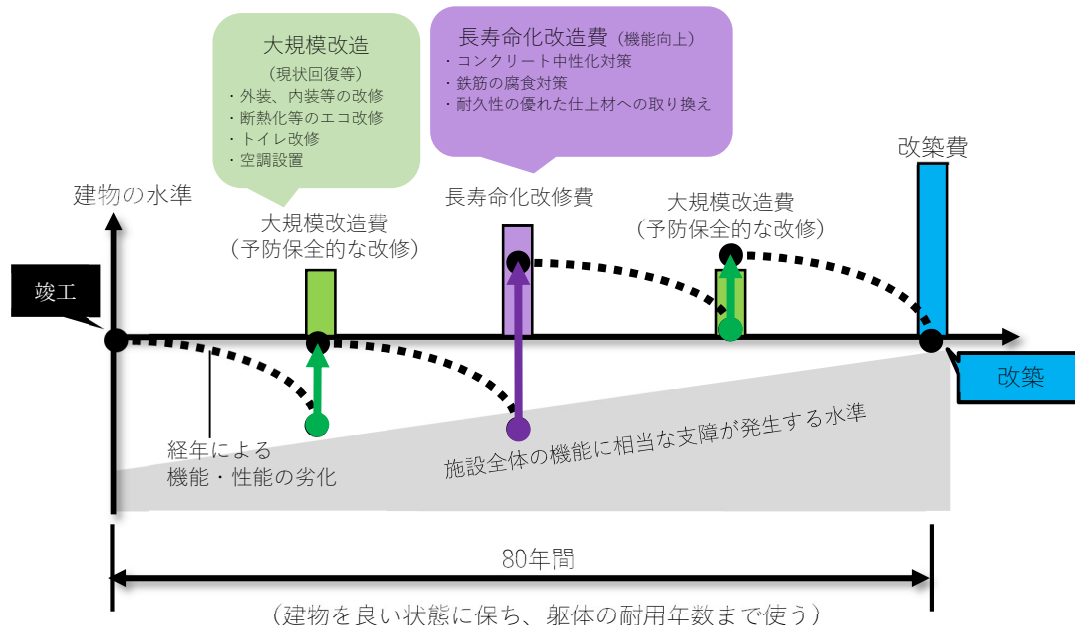 大規模改造
(現状回復等)
・外装、内装等の改修
・断熱化等のエコ改修
・トイレ改修
・空調設置
長寿命化改造費(機能向上)
・コンクリート中性化対策
・鉄筋の腐食対策
・耐久性の優れた仕上材への取り換え
改築費
建物の水準
大規模改造費
(予防保全的な改修)
長寿命化改修費
大規模改造費
(予防保全的な改修)
竣工
改築
経年による
機能・性能の劣化
施設全体の機能に相当な支障が発生する水準
80年間
(建物を良い状態に保ち、躯体の耐用年数まで使う)